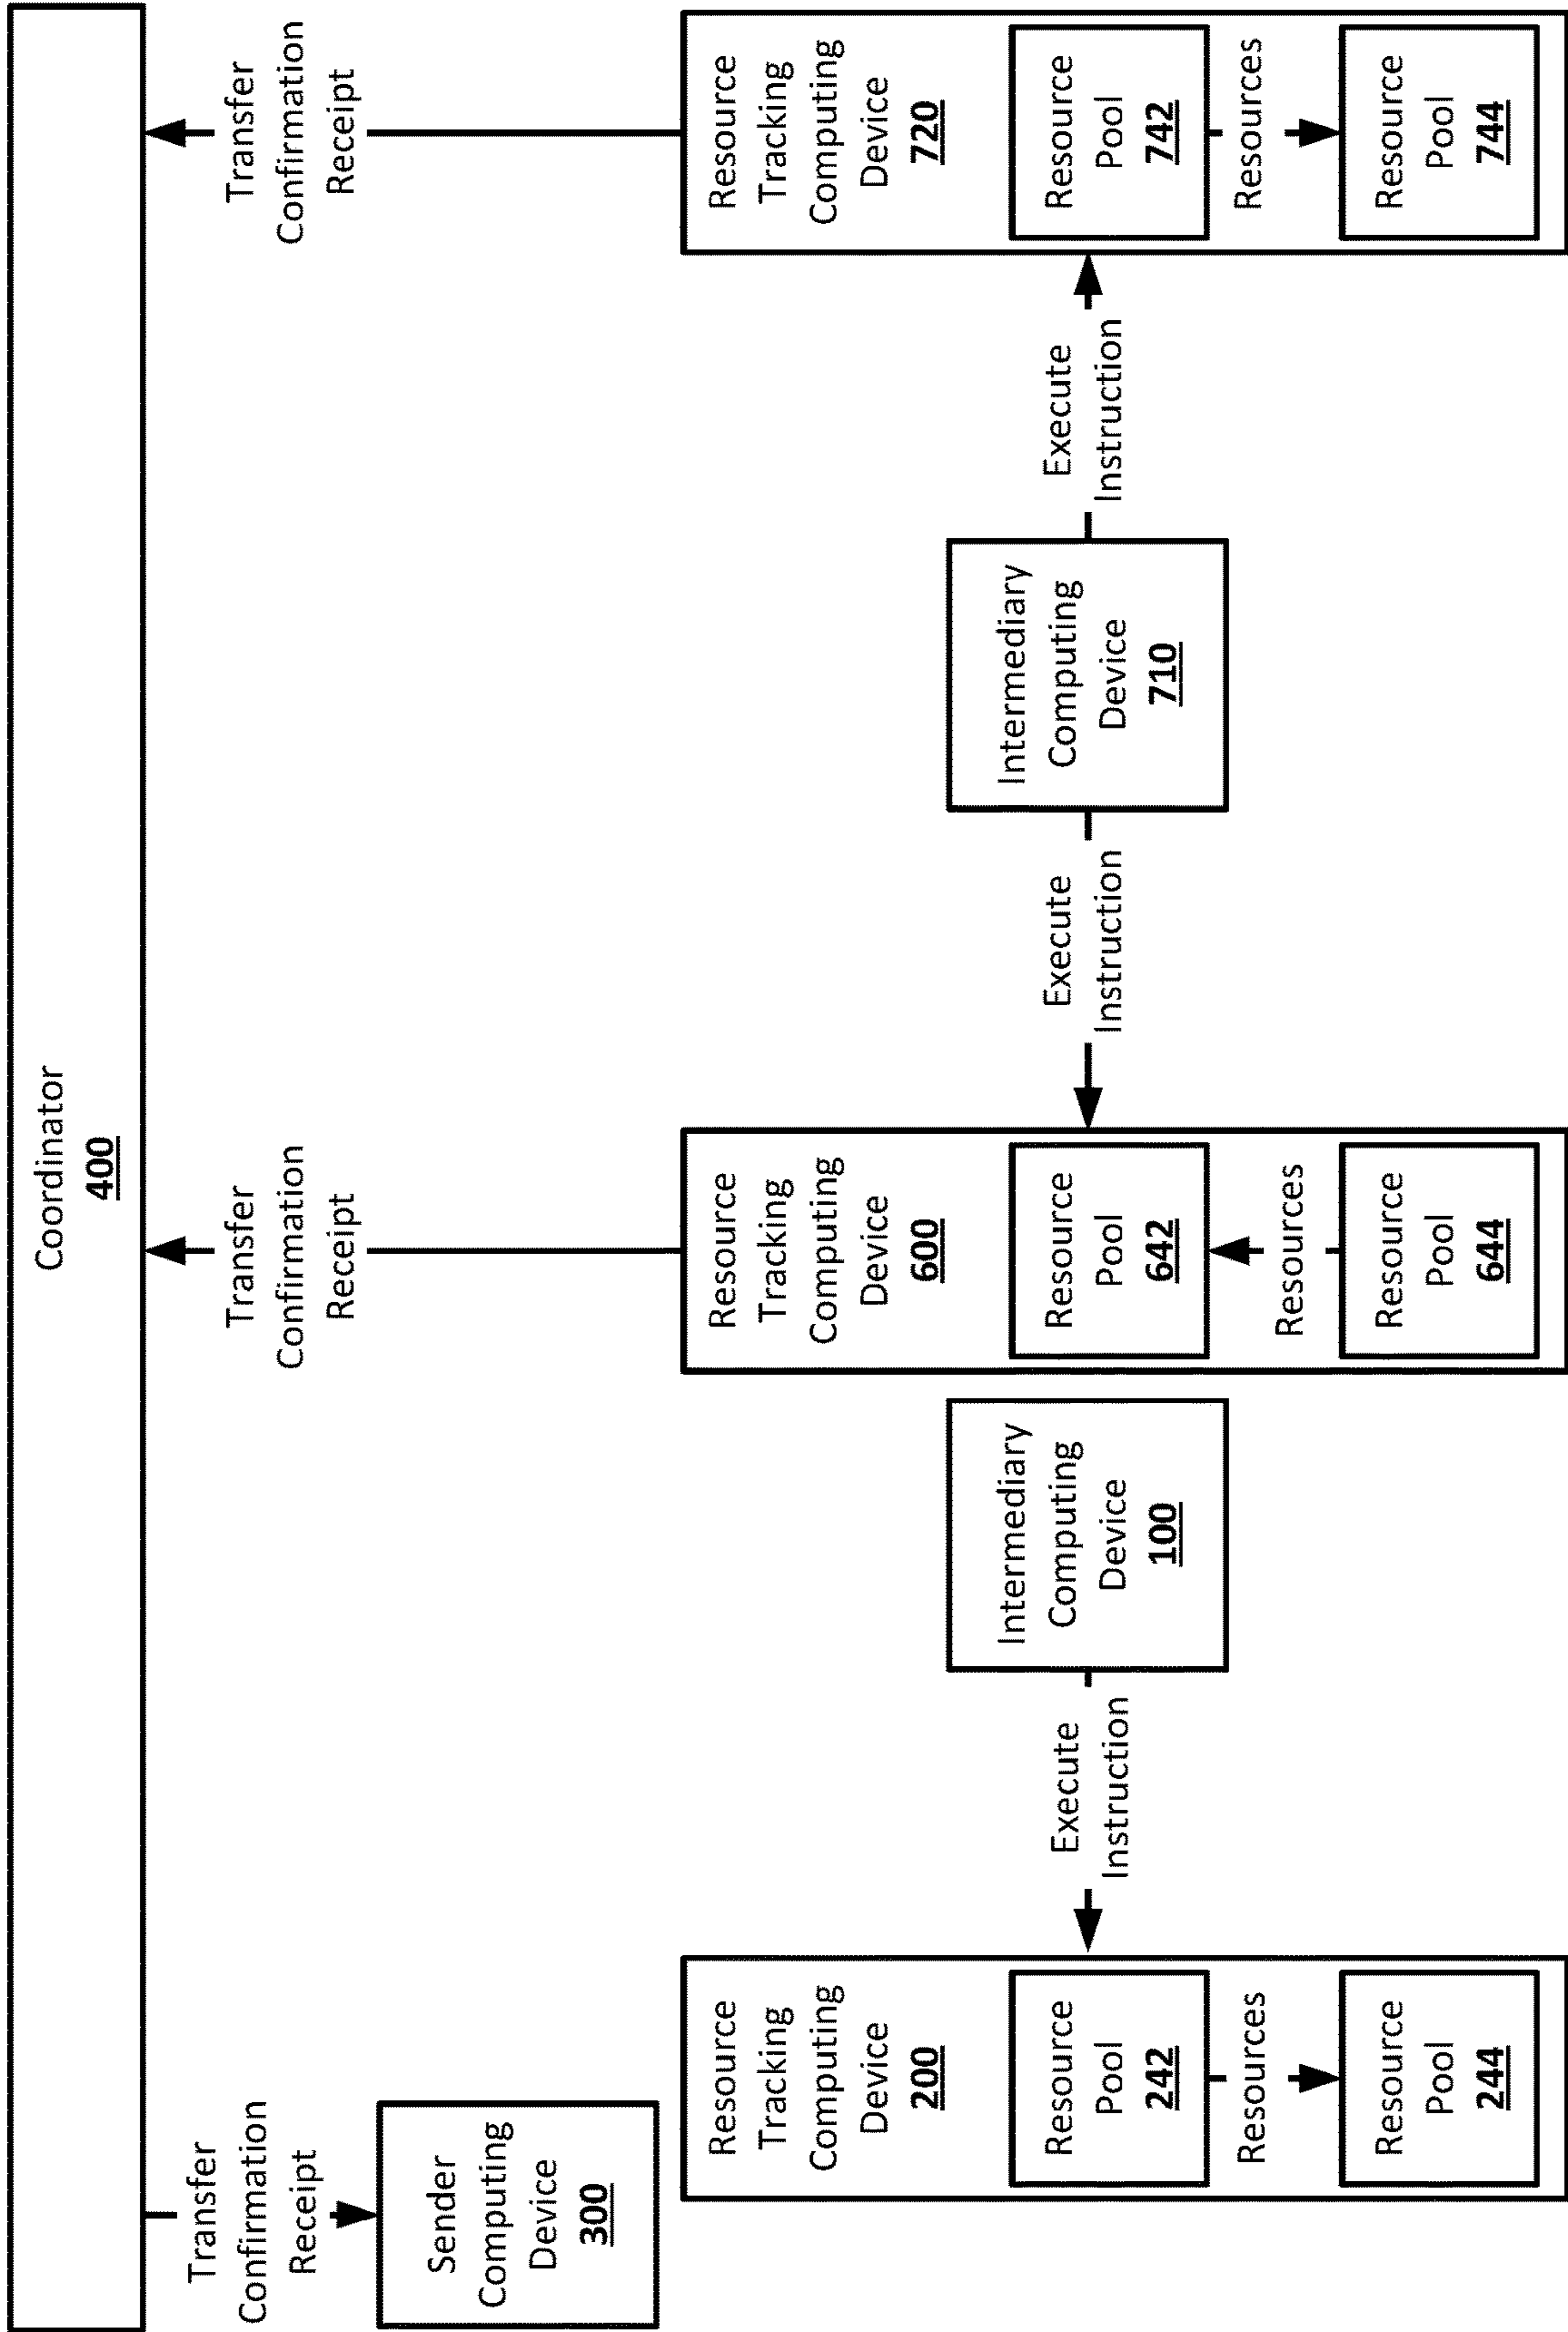 Coordinator
400
Transfer
Confirmation
Receipt
Transfer
Confirmation
Receipt
Transfer
Confirmation
Receipt
Sender
Computing
Device
300
Resource
Tracking
Computing
Device
200
Resource
Pool
242
Resources
Resource
Pool
244
Execute
Instruction
Intermediary
Computing
Device
100
Resource
Tracking
Computing
Device
600
Resource
Pool
642
Resources
Resource
Pool
644
Execute
Instruction
Intermediary
Computing
Device
710
Execute
Instruction
Resource
Tracking
Computing
Device
720
Resource
Pool
742
Resources
Resource
Pool
744